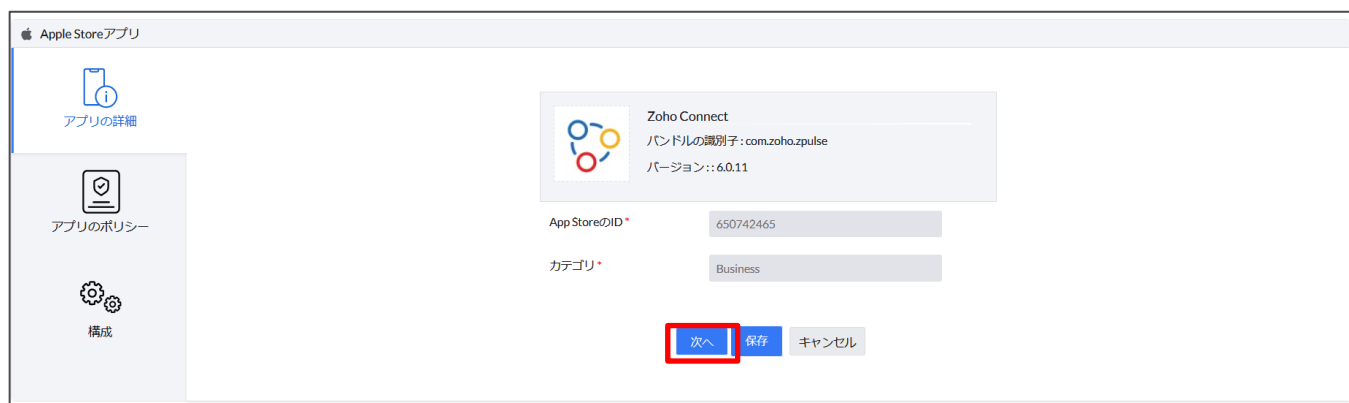 Apple Storeアプリ
アプリの詳細
アプリのポリシー
構成
Zoho Connect
バンドルの識別子 : com.zoho.zpulse
バージョン : : 6.0.11
App StoreのID *
650742465
カテゴリ *
Business
次へ 保存 キャンセル